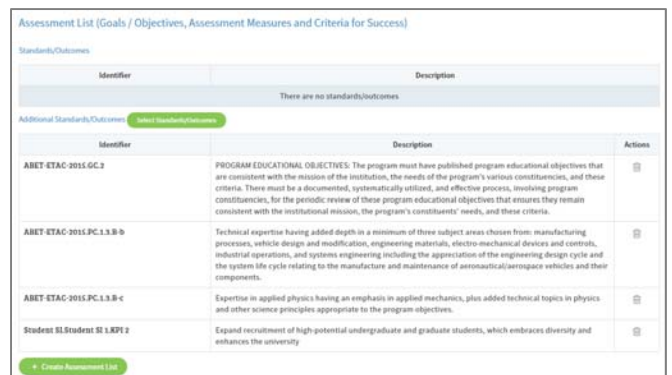 Assessment List (Goals / Objectives, Assessment Measures and Criteria for Success)
Standards/Outcomes
Identifier Description
There are no standards/outcomes
Additional Standards/Outcomes Select Standards/Outcomes
Identifier Description Actions
ABET-ETAC-2015.GC.2 PROGRAM EDUCATIONAL OBJECTIVES: The program must have published program educational objectives that
are consistent with the mission of the institution, the needs of the program's various constituencies, and these
criteria. There must be a documented, systematically utilized, and effective process, involving program
constituencies, for the periodic review of these program educational objectives that ensures they remain
consistent with the institutional mission, the program's constituents' needs, and these criteria.
ABET-ETAC-2015.PC.1.3.B-b Technical expertise having added depth in a minimum of three subject areas chosen from: manufacturing
processes, vehicle design and modification, engineering materials, electro-mechanical devices and controls,
industrial operations, and systems engineering including the appreciation of the engineering design cycle and
the system life cycle relating to the manufacture and maintenance of aeronautical/aerospace vehicles and their
components.
ABET-ETAC-2015.PC.1.3.B-c Expertise in applied physics having an emphasis in applied mechanics, plus added technical topics in physics
and other science principles appropriate to the program objectives.
Student SI.Student SI 1.KPI 2 Expand recruitment of high-potential undergraduate and graduate students, which embraces diversity and
enhances the university
+ Create Assessment List